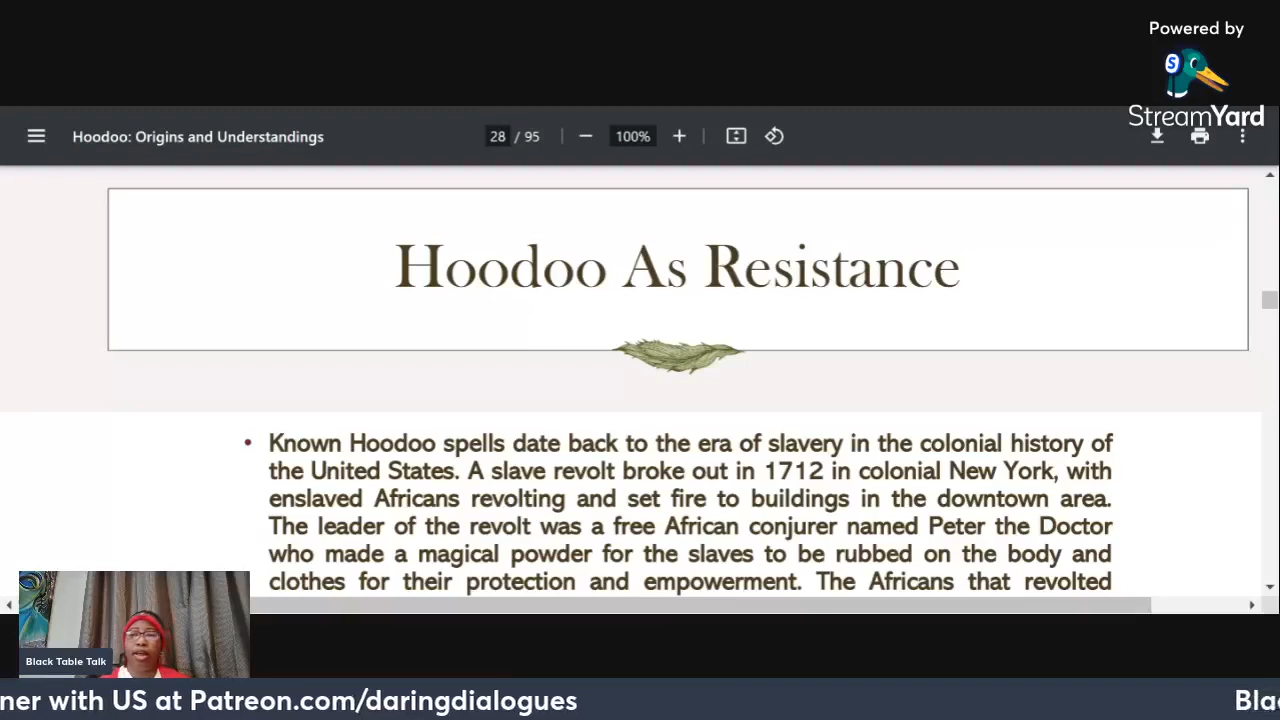 Powered by
S
StreamYard
Hoodoo: Origins and Understandings
28 / 95
100%
Hoodoo As Resistance
• Known Hoodoo spells date back to the era of slavery in the colonial history of
the United States. A slave revolt broke out in 1712 in colonial New York, with
enslaved Africans revolting and set fire to buildings in the downtown area.
The leader of the revolt was a free African conjurer named Peter the Doctor
who made a magical powder for the slaves to be rubbed on the body and
clothes for their protection and empowerment. The Africans that revolted
Black Table Talk
ner with US at Patreon.com/daringdialogues
Bla